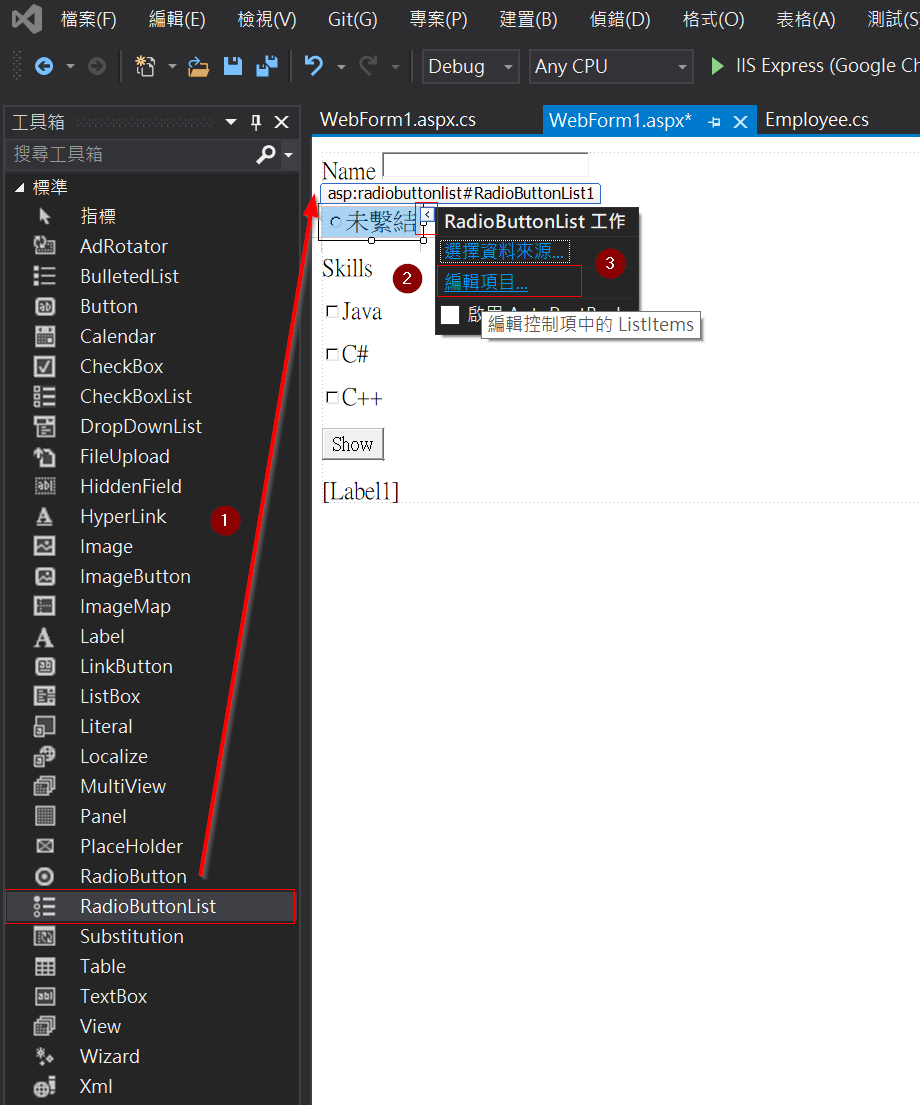 檔案(F) 編輯(E) 檢視(V) Git(G) 專案(P) 建置(B) 偵錯(D) 格式(O) 表格(A) 測試(S)
Debug Any CPU IIS Express (Google Ch
工具箱
搜尋工具箱
標準
指標
AdRotator
BulletedList
Button
Calendar
CheckBox
CheckBoxList
DropDownList
FileUpload
HiddenField
HyperLink
1
Image
ImageButton
ImageMap
Label
LinkButton
ListBox
Literal
Localize
MultiView
Panel
PlaceHolder
RadioButton
RadioButtonList
Substitution
Table
TextBox
View
Wizard
Xml
WebForm1.aspx.cs WebForm1.aspx* Employee.cs
Name
asp:radiobuttonlist#RadioButtonList1
未繫結
RadioButtonList 工作
選擇資料來源...
3
2
編輯項目...
啟用
編輯控制項中的 ListItems
Skills
Java
C#
C++
Show
[Label1]